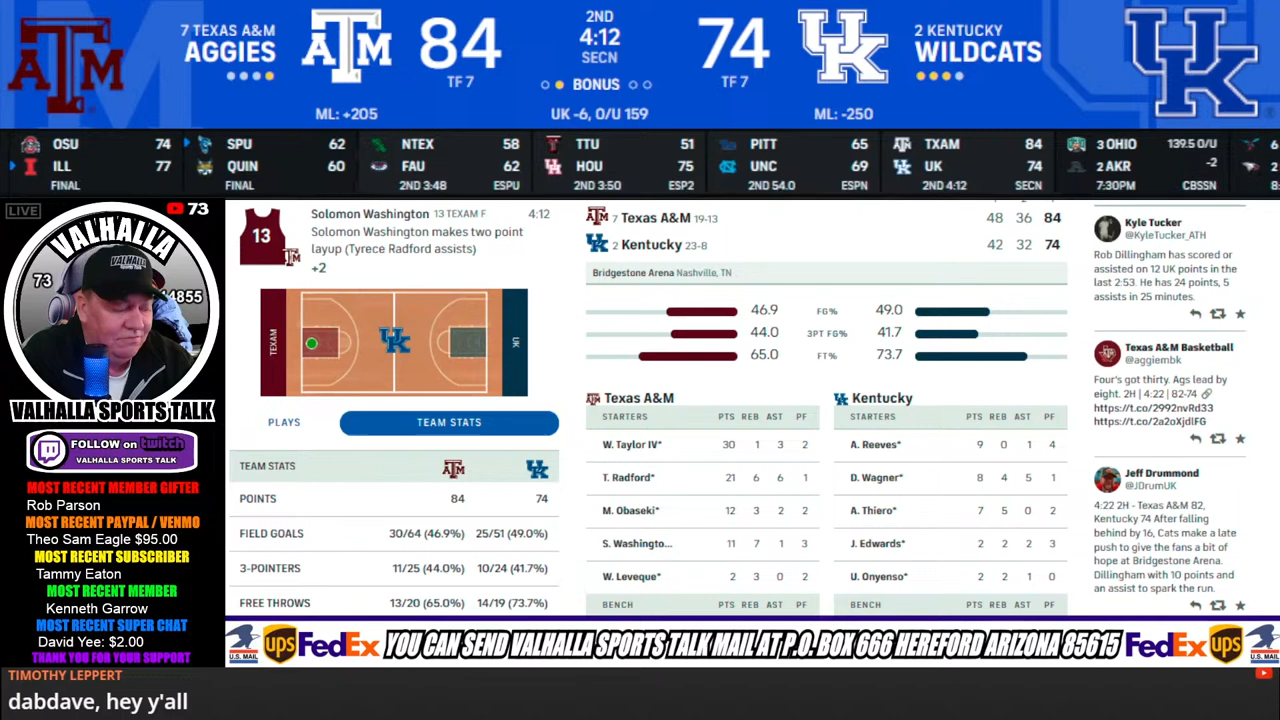 7 TEXAS A&M
AGGIES
ATM
84
TF 7
2ND
4:12
SECN
BONUS
74
TF 7
2 KENTUCKY
WILDCATS
UK
ML: +205
UK -6, O/U 159
ML: -250
OSU 74
ILL 77
FINAL
SPU 62
QUIN 60
FINAL
NTEX 58
FAU 62
2ND 3:48 ESPU
TTU 51
HOU 75
2ND 3:50 ESP2
PITT 65
UNC 69
2ND 54.0 ESPN
TXAM 84
UK 74
2ND 4:12 SECN
3 OHIO 139.5 O/U
2 AKR -2
7:30PM CBSSN
6
2
8:
LIVE
73
VALHALLA
73
4855
VALHALLA SPORTS TALK
FOLLOW on twitch
VALHALLA SPORTS TALK
MOST RECENT MEMBER GIFTER
Rob Parson
MOST RECENT PAYPAL / VENMO
Theo Sam Eagle $95.00
MOST RECENT SUBSCRIBER
Tammy Eaton
MOST RECENT MEMBER
Kenneth Garrow
MOST RECENT SUPER CHAT
David Yee: $2.00
THANK YOU FOR YOUR SUPPORT
13
Solomon Washington 13 TEXAM F 4:12
Solomon Washington makes two point
layup (Tyrece Radford assists)
+2
TEXAM
UK
PLAYS
TEAM STATS
TEAM STATS
POINTS 84 74
FIELD GOALS 30/64 (46.9%) 25/51 (49.0%)
3-POINTERS 11/25 (44.0%) 10/24 (41.7%)
FREE THROWS 13/20 (65.0%) 14/19 (73.7%)
7 Texas A&M 19-13 48 36 84
2 Kentucky 23-8 42 32 74
Bridgestone Arena Nashville, TN
46.9 FG% 49.0
44.0 3PT FG% 41.7
65.0 FT% 73.7
Texas A&M
STARTERS PTS REB AST PF
W. Taylor IV* 30 1 3 2
T. Radford* 21 6 6 1
M. Obaseki* 12 3 2 2
S. Washingto... 11 7 1 3
W. Leveque* 2 3 0 2
BENCH PTS REB AST PF
Kentucky
STARTERS PTS REB AST PF
A. Reeves* 9 0 1 4
D. Wagner* 8 4 5 1
A. Thiero* 7 5 0 2
J. Edwards* 2 2 2 3
U. Onyenso* 2 2 1 0
BENCH PTS REB AST PF
Kyle Tucker
@KyleTucker_ATH
Rob Dillingham has scored or
assisted on 12 UK points in the
last 2:53. He has 24 points, 5
assists in 25 minutes.
Texas A&M Basketball
@aggiembk
Four's got thirty. Ags lead by
eight. 2H | 4:22 | 82-74
https://t.co/2992nvRd33
https://t.co/2a2oXjdlFG
Jeff Drummond
@JDrumUK
4:22 2H - Texas A&M 82,
Kentucky 74 After falling
behind by 16, Cats make a late
push to give the fans a bit of
hope at Bridgestone Arena.
Dillingham with 10 points and
an assist to spark the run.
U.S. MAIL
ups
FedEx
YOU CAN SEND VALHALLA SPORTS TALK MAIL AT P.O. BOX 666 HEREFORD ARIZONA 85615
FedEx
ups
U.S. MAIL
TIMOTHY LEPPERT
dabdave, hey y'all